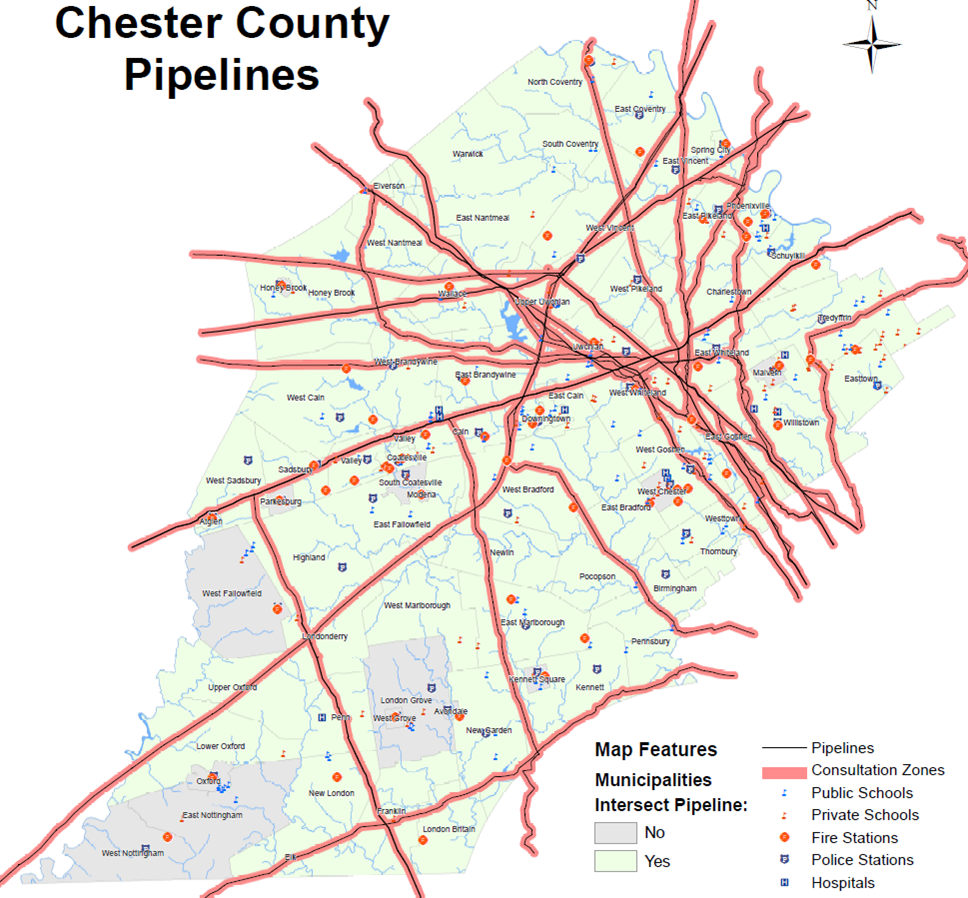 Chester County
Pipelines
N
North Coventry
East Coventry
South Coventry
Spring City
Warwick
East Vincent
Elverson
Phoenixville
East Nantmeal
East Pikeland
West Vincent
West Nantmeal
Schuylkill
Honey Brook
Honey Brook
West Pikeland
Charlestown
Wallace
Upper Uwchlan
Tredyffrin
Uwchlan
East Whiteland
West Brandywine
Malvern
East Brandywine
Easttown
West Whiteland
West Caln
East Caln
Downingtown
Willistown
Caln
Valley
East Goshen
West Goshen
Valley
Coatesville
Sadsbury
West Sadsbury
South Coatesville
West Bradford
West Chester
Modena
Parkesburg
East Bradford
Atglen
East Fallowfield
Westtown
Newlin
Thornbury
Highland
Pocopson
Birmingham
West Fallowfield
West Marlborough
East Marlborough
Londonderry
Pennsbury
Kennett Square
Upper Oxford
Kennett
London Grove
Avondale
Penn
West Grove
New Garden
Lower Oxford
Oxford
New London
East Nottingham
Franklin
London Britain
West Nottingham
Elk
Map Features
Municipalities
Intersect Pipeline:
No
Yes
Pipelines
Consultation Zones
Public Schools
Private Schools
Fire Stations
Police Stations
Hospitals